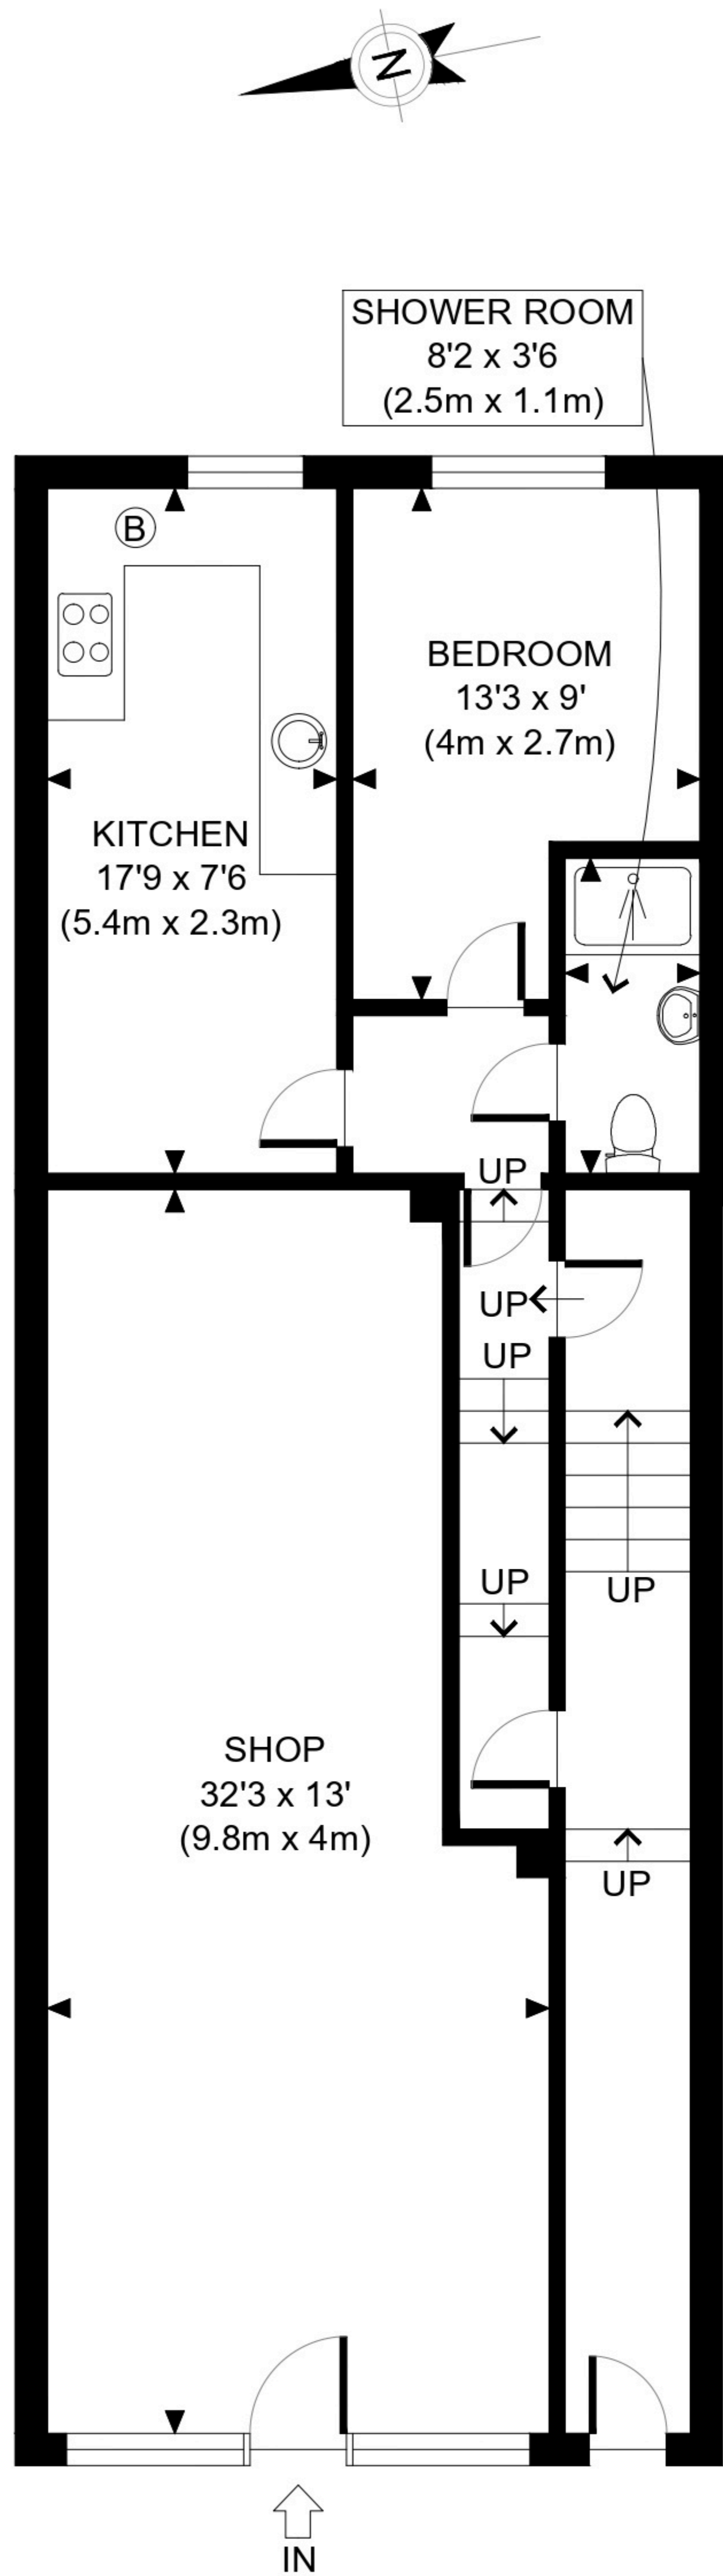 N
SHOWER ROOM
8'2 x 3'6
(2.5m x 1.1m)
B
BEDROOM
13'3 x 9'
(4m x 2.7m)
KITCHEN
17'9 x 7'6
(5.4m x 2.3m)
UP
UP
UP
UP
UP
SHOP
32'3 x 13'
(9.8m x 4m)
UP
IN